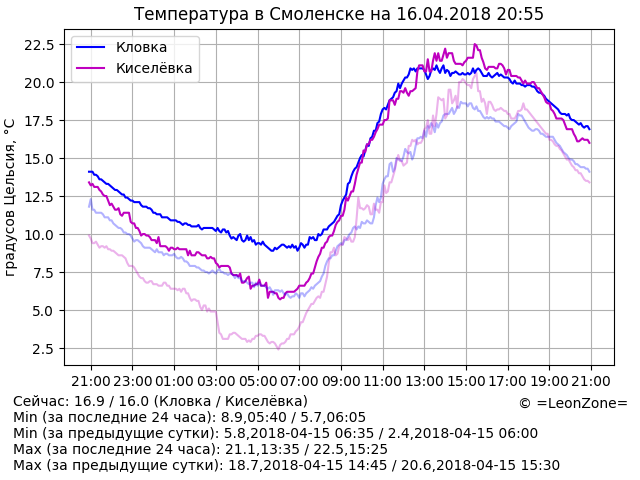 Температура в Смоленске на 16.04.2018 20:55
градусов Цельсия, °C
22.5
20.0
17.5
15.0
12.5
10.0
7.5
5.0
2.5
Кловка
Киселёвка
21:00 23:00 01:00 03:00 05:00 07:00 09:00 11:00 13:00 15:00 17:00 19:00 21:00
Сейчас: 16.9 / 16.0 (Кловка / Киселёвка)
© =LeonZone=
Min (за последние 24 часа): 8.9,05:40 / 5.7,06:05
Min (за предыдущие сутки): 5.8,2018-04-15 06:35 / 2.4,2018-04-15 06:00
Max (за последние 24 часа): 21.1,13:35 / 22.5,15:25
Max (за предыдущие сутки): 18.7,2018-04-15 14:45 / 20.6,2018-04-15 15:30